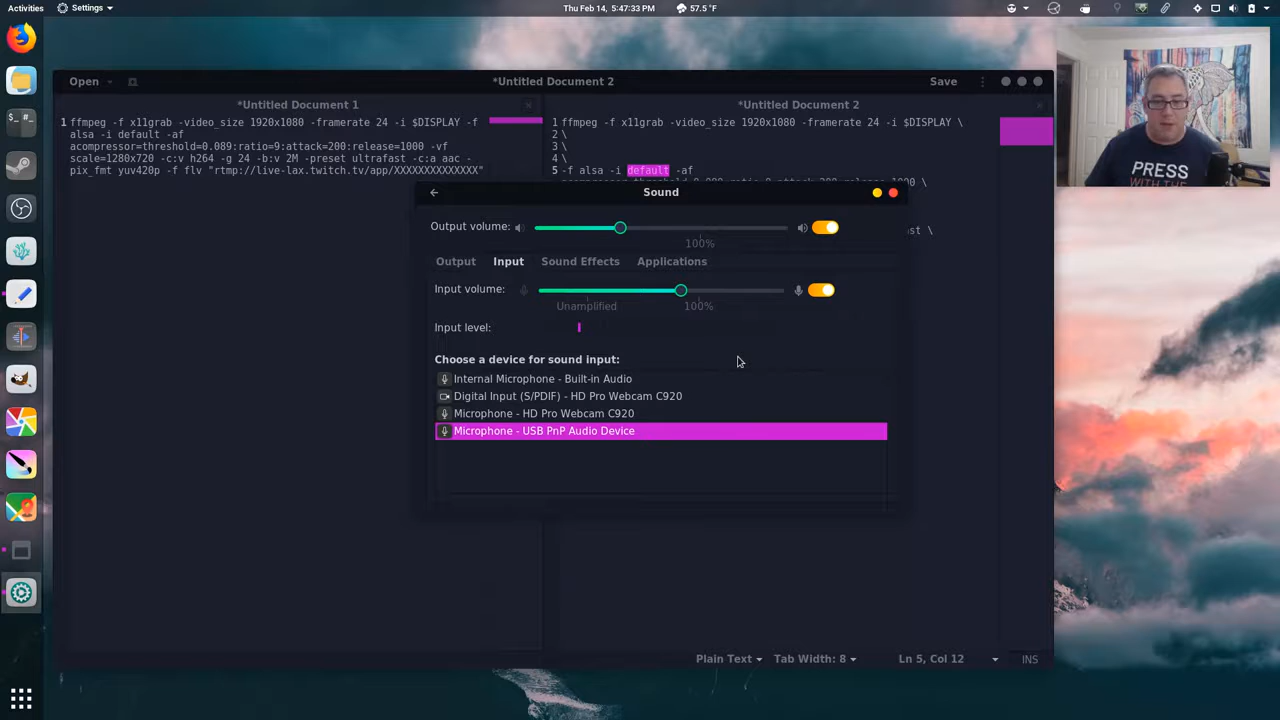 Activities
Settings
Thu Feb 14, 5:47:33 PM
57.5 °F
Open
*Untitled Document 2
Save
*Untitled Document 1
*Untitled Document 2
1 ffmpeg -f x11grab -video_size 1920x1080 -framerate 24 -i $DISPLAY -f
alsa -i default -af
acompressor=threshold=0.089:ratio=9:attack=200:release=1000 -vf
scale=1280x720 -c:v h264 -g 24 -b:v 2M -preset ultrafast -c:a aac -
pix_fmt yuv420p -f flv "rtmp://live-lax.twitch.tv/app/XXXXXXXXXXXXXX"
1 ffmpeg -f x11grab -video_size 1920x1080 -framerate 24 -i $DISPLAY \
2 \
3 \
4 \
5 -f alsa -i default -af
Sound
Output volume:
100%
Output
Input
Sound Effects
Applications
Input volume:
Unamplified
100%
Input level:
Choose a device for sound input:
Internal Microphone - Built-in Audio
Digital Input (S/PDIF) - HD Pro Webcam C920
Microphone - HD Pro Webcam C920
Microphone - USB PnP Audio Device
Plain Text
Tab Width: 8
Ln 5, Col 12
INS
PRESS